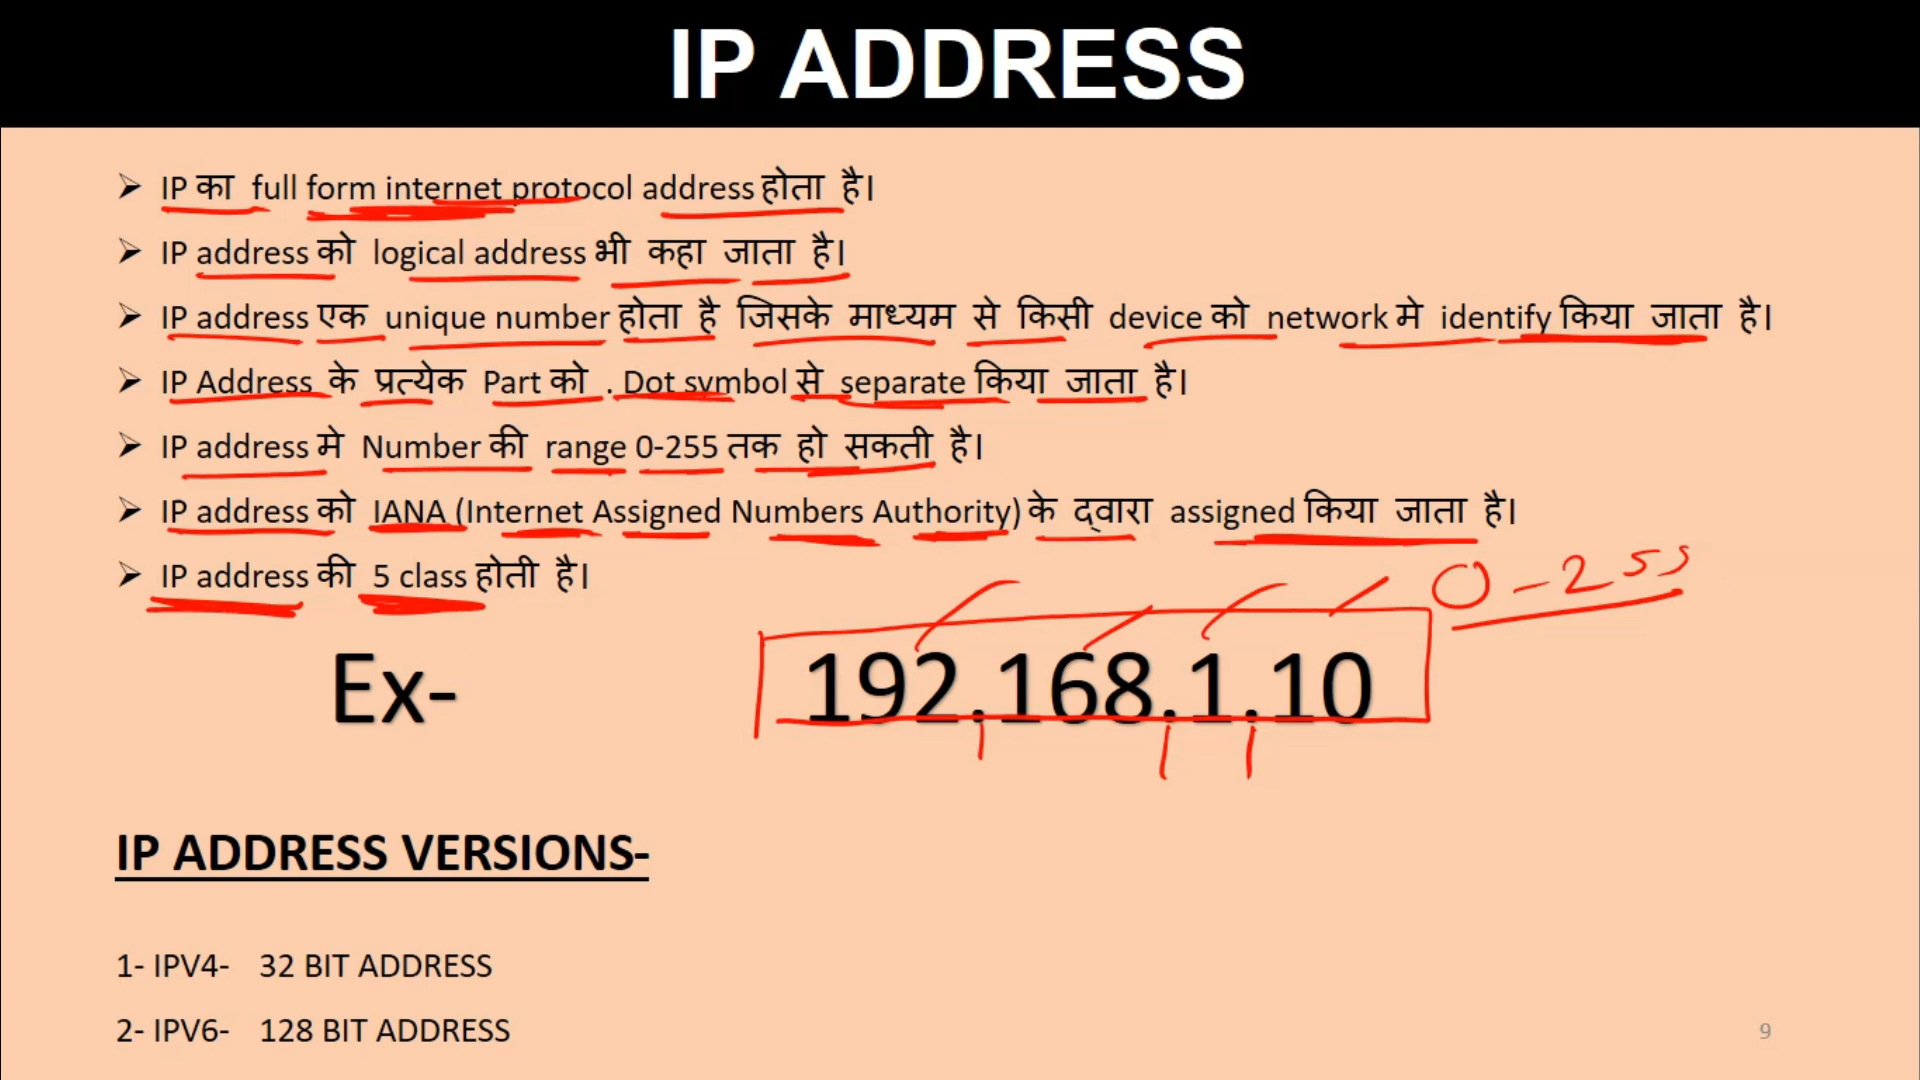 IP ADDRESS
➢ IP का full form internet protocol address होता है।
➢ IP address को logical address भी कहा जाता है।
➢ IP address एक unique number होता है जिसके माध्यम से किसी device को network मे identify किया जाता है।
➢ IP Address के प्रत्येक Part को . Dot symbol से separate किया जाता है।
➢ IP address मे Number की range 0-255 तक हो सकती है।
➢ IP address को IANA (Internet Assigned Numbers Authority) के द्वारा assigned किया जाता है।
➢ IP address की 5 class होती है।
0-255
Ex- 192.168.1.10
IP ADDRESS VERSIONS-
1- IPV4- 32 BIT ADDRESS
2- IPV6- 128 BIT ADDRESS
9